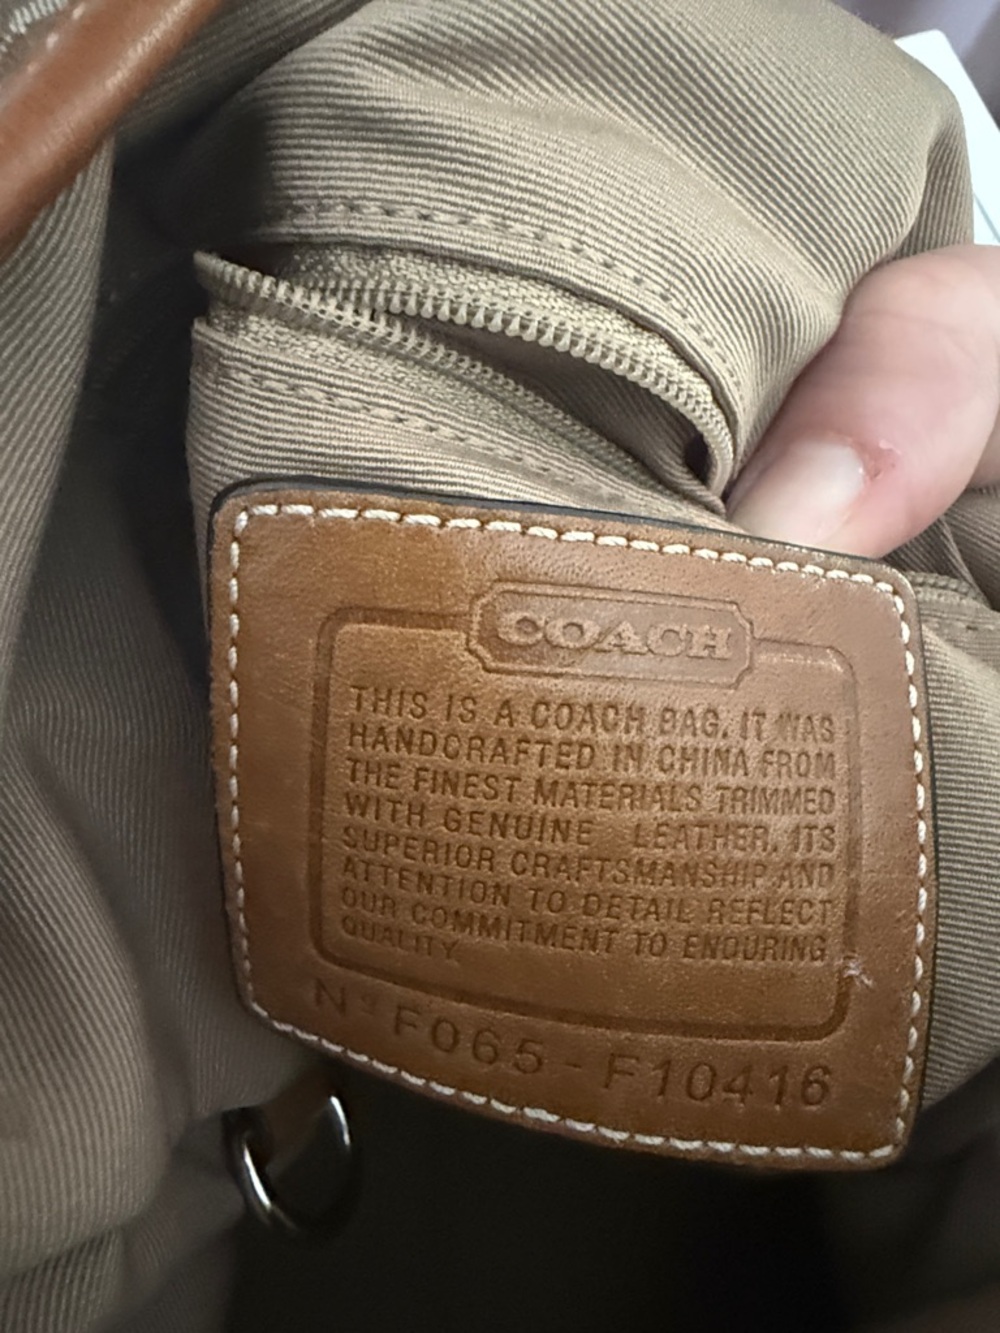 COACH
THIS IS A COACH BAG. IT WAS
HANDCRAFTED IN CHINA FROM
THE FINEST MATERIALS TRIMMED
WITH GENUINE LEATHER. ITS
SUPERIOR CRAFTSMANSHIP AND
ATTENTION TO DETAIL REFLECT
OUR COMMITMENT TO ENDURING
QUALITY.
Nº F065-F10416